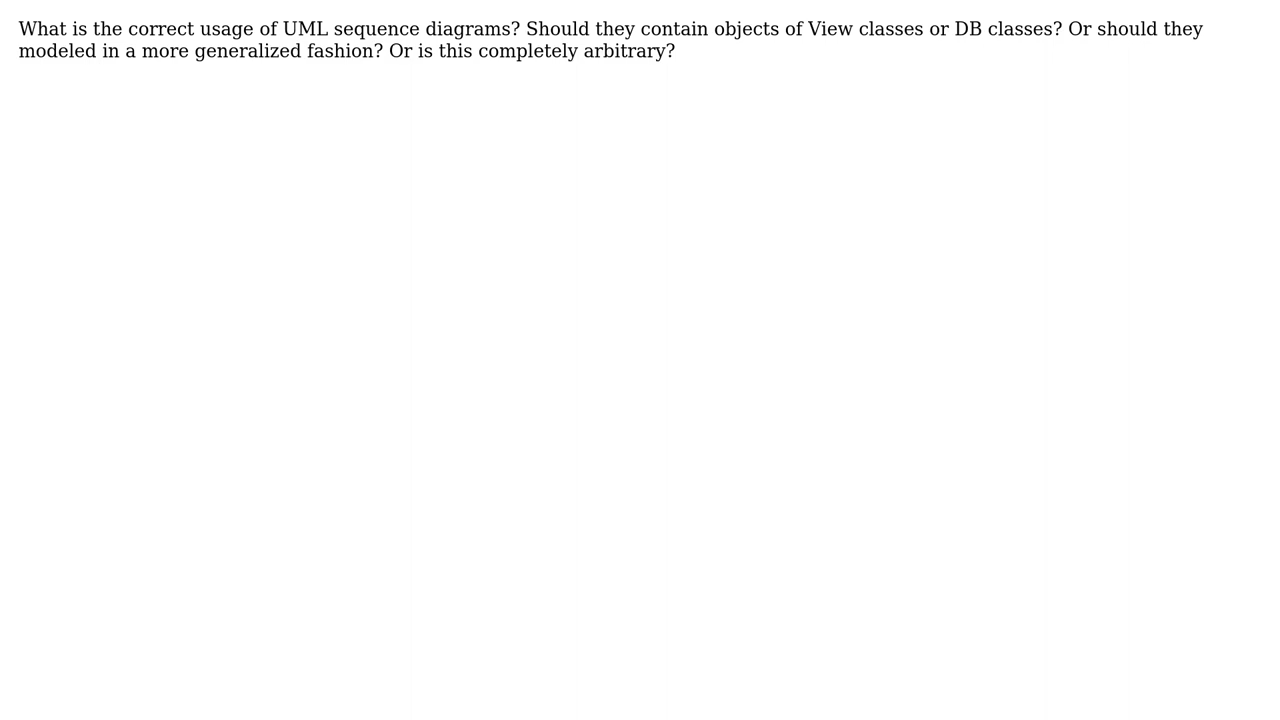 What is the correct usage of UML sequence diagrams? Should they contain objects of View classes or DB classes? Or should they
modeled in a more generalized fashion? Or is this completely arbitrary?